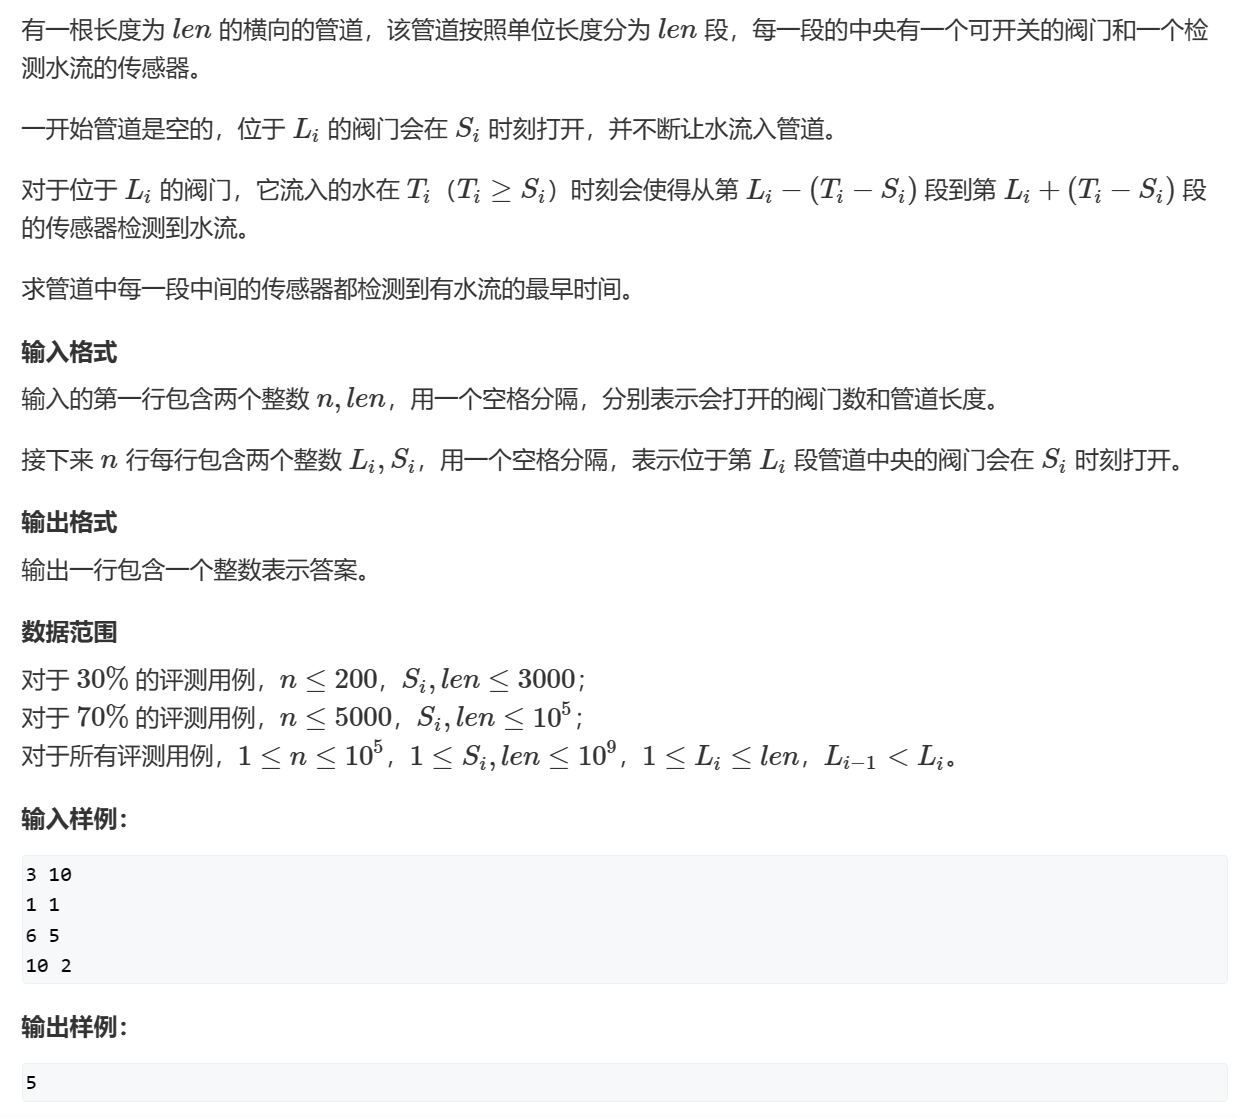 有一根长度为 len 的横向的管道，该管道按照单位长度分为 len 段，每一段的中央有一个可开关的阀门和一个检
测水流的传感器。
一开始管道是空的，位于 L_i 的阀门会在 S_i 时刻打开，并不断让水流入管道。
对于位于 L_i 的阀门，它流入的水在 T_i（T_i ≥ S_i）时刻会使得从第 L_i − (T_i − S_i) 段到第 L_i + (T_i − S_i) 段
的传感器检测到水流。
求管道中每一段中间的传感器都检测到有水流的最早时间。
输入格式
输入的第一行包含两个整数 n, len，用一个空格分隔，分别表示会打开的阀门数和管道长度。
接下来 n 行每行包含两个整数 L_i, S_i，用一个空格分隔，表示位于第 L_i 段管道中央的阀门会在 S_i 时刻打开。
输出格式
输出一行包含一个整数表示答案。
数据范围
对于 30% 的评测用例，n ≤ 200，S_i, len ≤ 3000；
对于 70% 的评测用例，n ≤ 5000，S_i, len ≤ 10^5；
对于所有评测用例，1 ≤ n ≤ 10^5，1 ≤ S_i, len ≤ 10^9，1 ≤ L_i ≤ len，L_{i−1} < L_i。
输入样例：
3 10
1 1
6 5
10 2
输出样例：
5